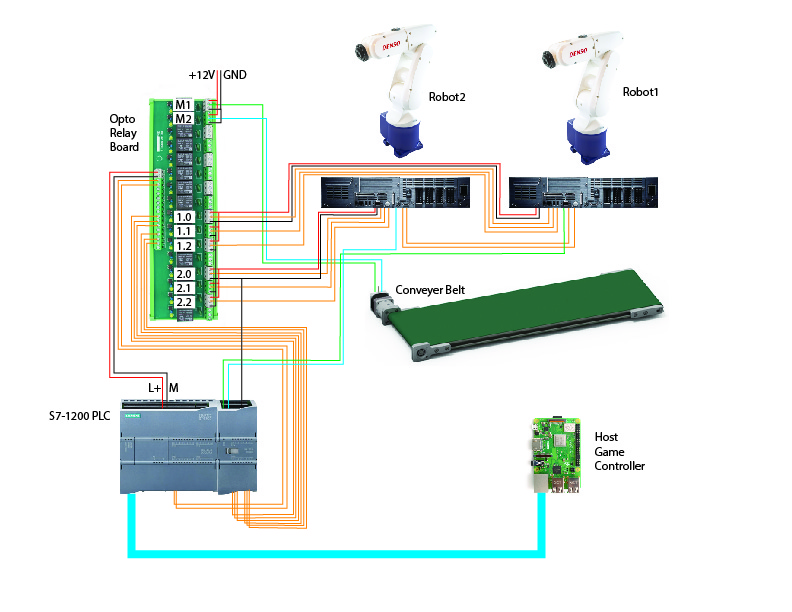 +12V GND
Opto
Relay
Board
M1
M2
1.0
1.1
1.2
2.0
2.1
2.2
DENSO
Robot2
DENSO
Robot1
Conveyer Belt
L+ M
S7-1200 PLC
SIEMENS
Host
Game
Controller